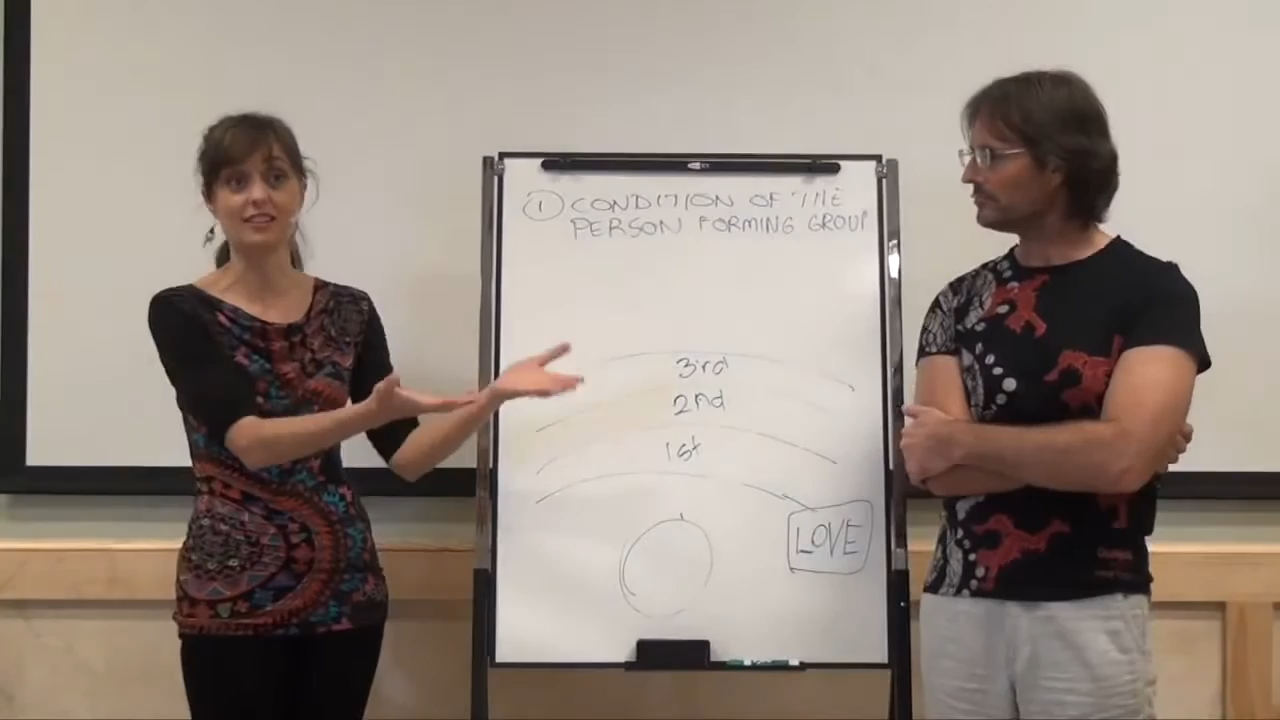 ① CONDITION OF THE
PERSON FORMING GROUP
3rd
2nd
1st
LOVE